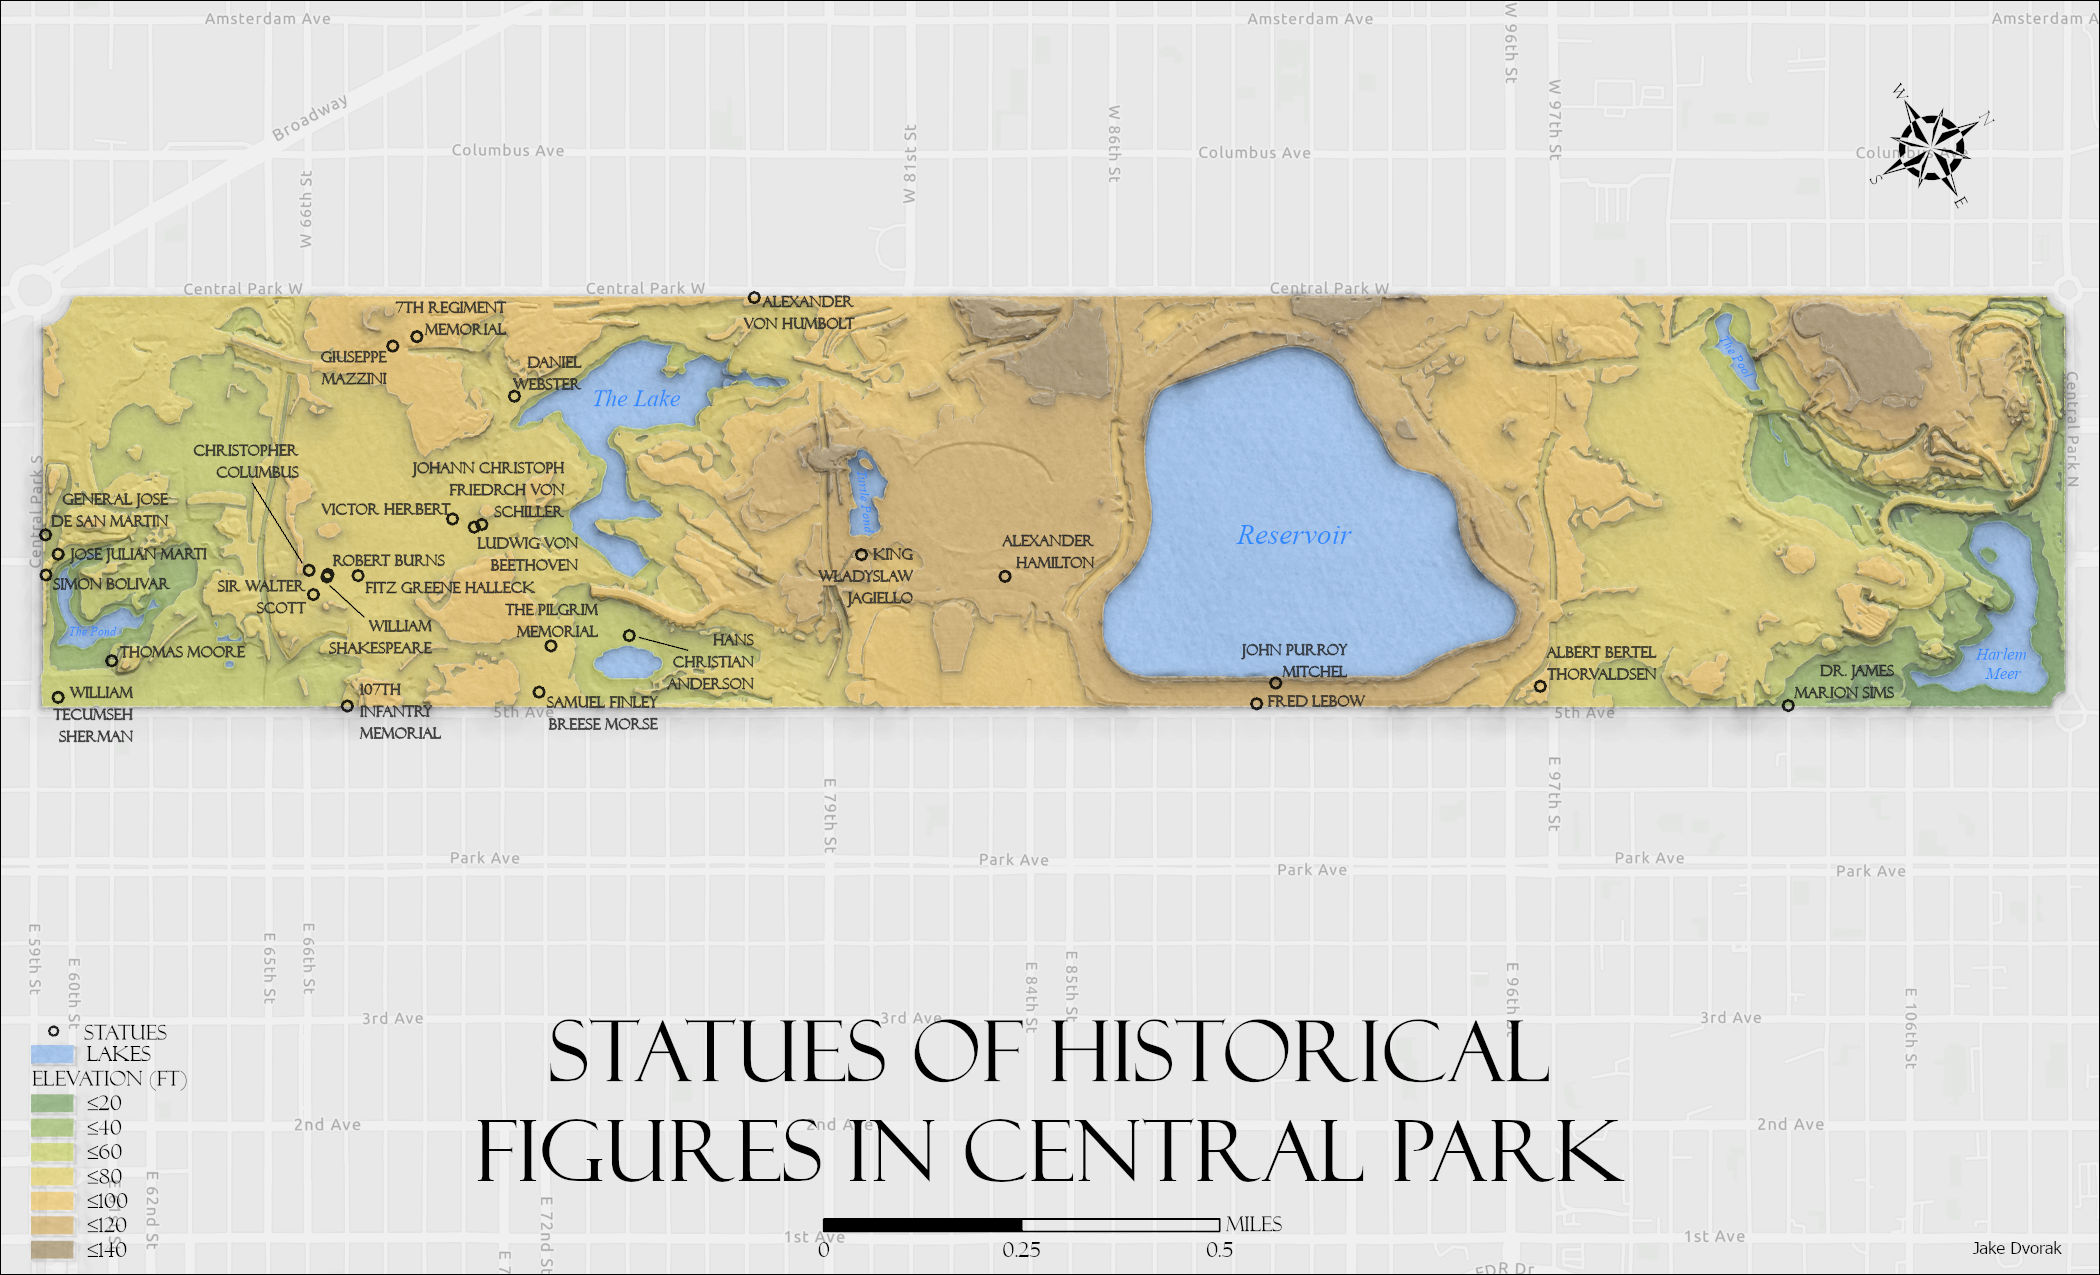 Amsterdam Ave
Amsterdam Ave
Amsterdam A
W 96th St
Broadway
Columbus Ave
Columbus Ave
Columbus Ave
W 66th St
W 81st St
W 86th St
W 97th St
W
N
S
E
Central Park W
Central Park W
Central Park W
Central Park S
Central Park N
7TH REGIMENT
MEMORIAL
GIUSEPPE
MAZZINI
ALEXANDER
VON HUMBOLT
DANIEL
WEBSTER
The Lake
The Pool
CHRISTOPHER
COLUMBUS
GENERAL JOSE
DE SAN MARTIN
JOSE JULIAN MARTI
SIMON BOLIVAR
VICTOR HERBERT
JOHANN CHRISTOPH
FRIEDRCH VON
SCHILLER
LUDWIG VON
BEETHOVEN
ROBERT BURNS
FITZ GREENE HALLECK
SIR WALTER
SCOTT
WILLIAM
SHAKESPEARE
THE PILGRIM
MEMORIAL
HANS
CHRISTIAN
ANDERSON
Turtle Pond
KING
WLADYSLAW
JAGIELLO
ALEXANDER
HAMILTON
Reservoir
The Pond
THOMAS MOORE
WILLIAM
TECUMSEH
SHERMAN
107TH
INFANTRY
MEMORIAL
SAMUEL FINLEY
BREESE MORSE
5th Ave
JOHN PURROY
MITCHEL
FRED LEBOW
ALBERT BERTEL
THORVALDSEN
5th Ave
DR. JAMES
MARION SIMS
Harlem
Meer
E 79th St
E 97th St
Park Ave
Park Ave
Park Ave
Park Ave
Park Ave
E 59th St
E 60th St
E 65th St
E 66th St
E 84th St
E 85th St
E 96th St
E 106th St
3rd Ave
3rd Ave
3rd Ave
STATUES OF HISTORICAL
FIGURES IN CENTRAL PARK
2nd Ave
2nd Ave
2nd Ave
E 62nd St
E 72nd St
E 7
1st Ave
1st Ave
FDR Dr
STATUES
LAKES
ELEVATION (FT)
≤20
≤40
≤60
≤80
≤100
≤120
≤140
MILES
0
0.25
0.5
Jake Dvorak